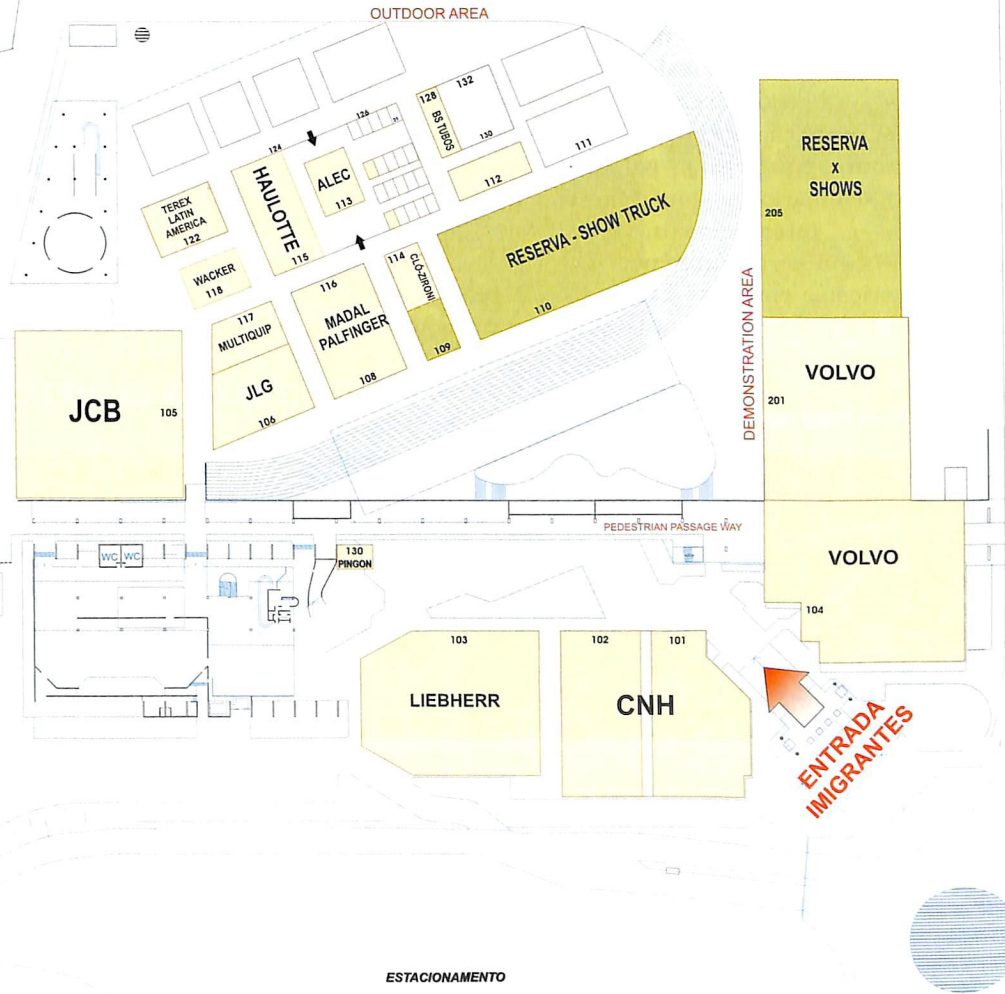 OUTDOOR AREA
128
132
BS TUBOS
130
126
111
124
HAULOTTE
115
ALEC
113
112
TEREX
LATIN
AMERICA
122
WACKER
118
117
MULTIQUIP
JLG
106
116
MADAL
PALFINGER
108
114
CLÓ-ZIRONI
109
RESERVA - SHOW TRUCK
110
RESERVA
x
SHOWS
205
DEMONSTRATION AREA
VOLVO
201
JCB
105
PEDESTRIAN PASSAGE WAY
WC
WC
130
PINGON
VOLVO
104
103
LIEBHERR
102
101
CNH
ENTRADA
IMIGRANTES
ESTACIONAMENTO